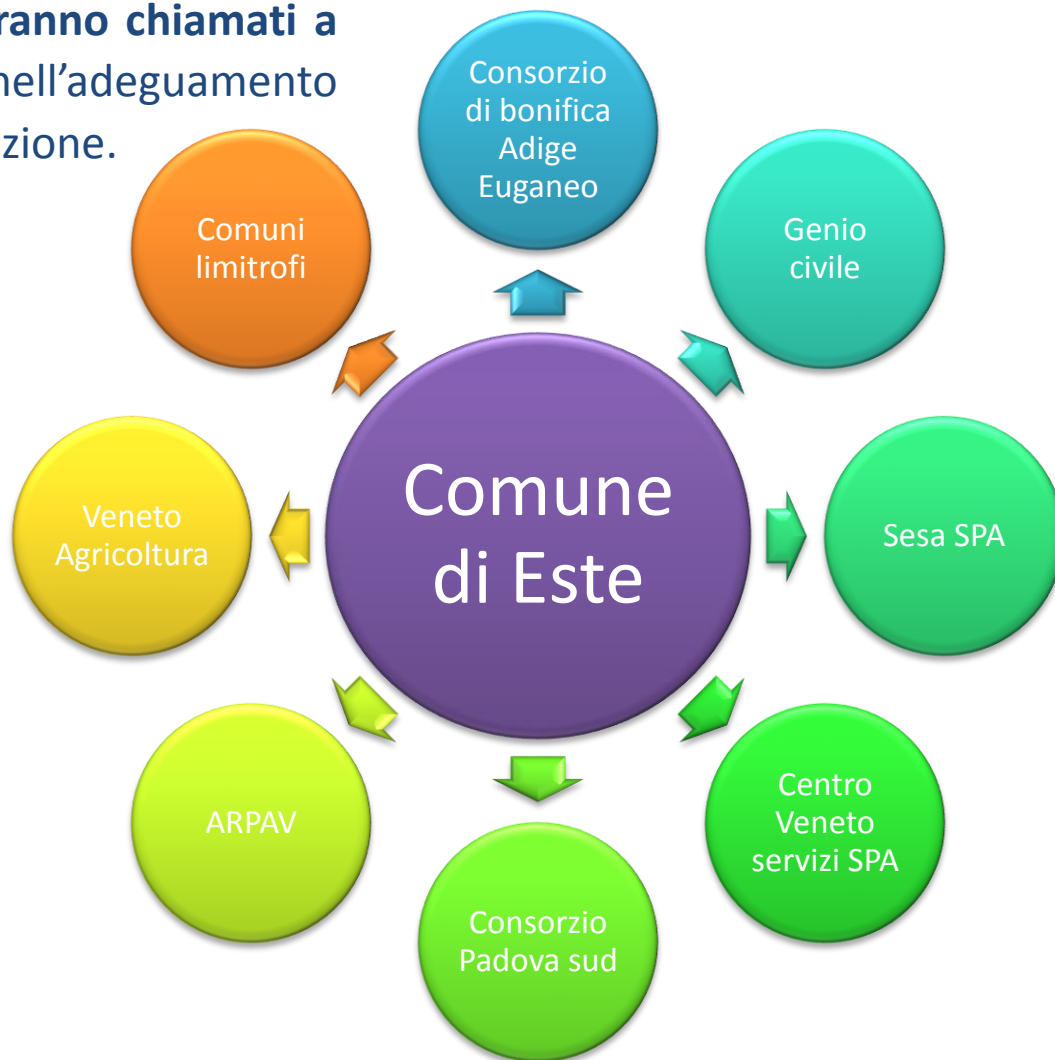 ranno chiamati a
nell’adeguamento
zione.
Consorzio
di bonifica
Adige
Euganeo
Comuni
limitrofi
Genio
civile
Comune
di Este
Veneto
Agricoltura
Sesa SPA
ARPAV
Centro
Veneto
servizi SPA
Consorzio
Padova sud